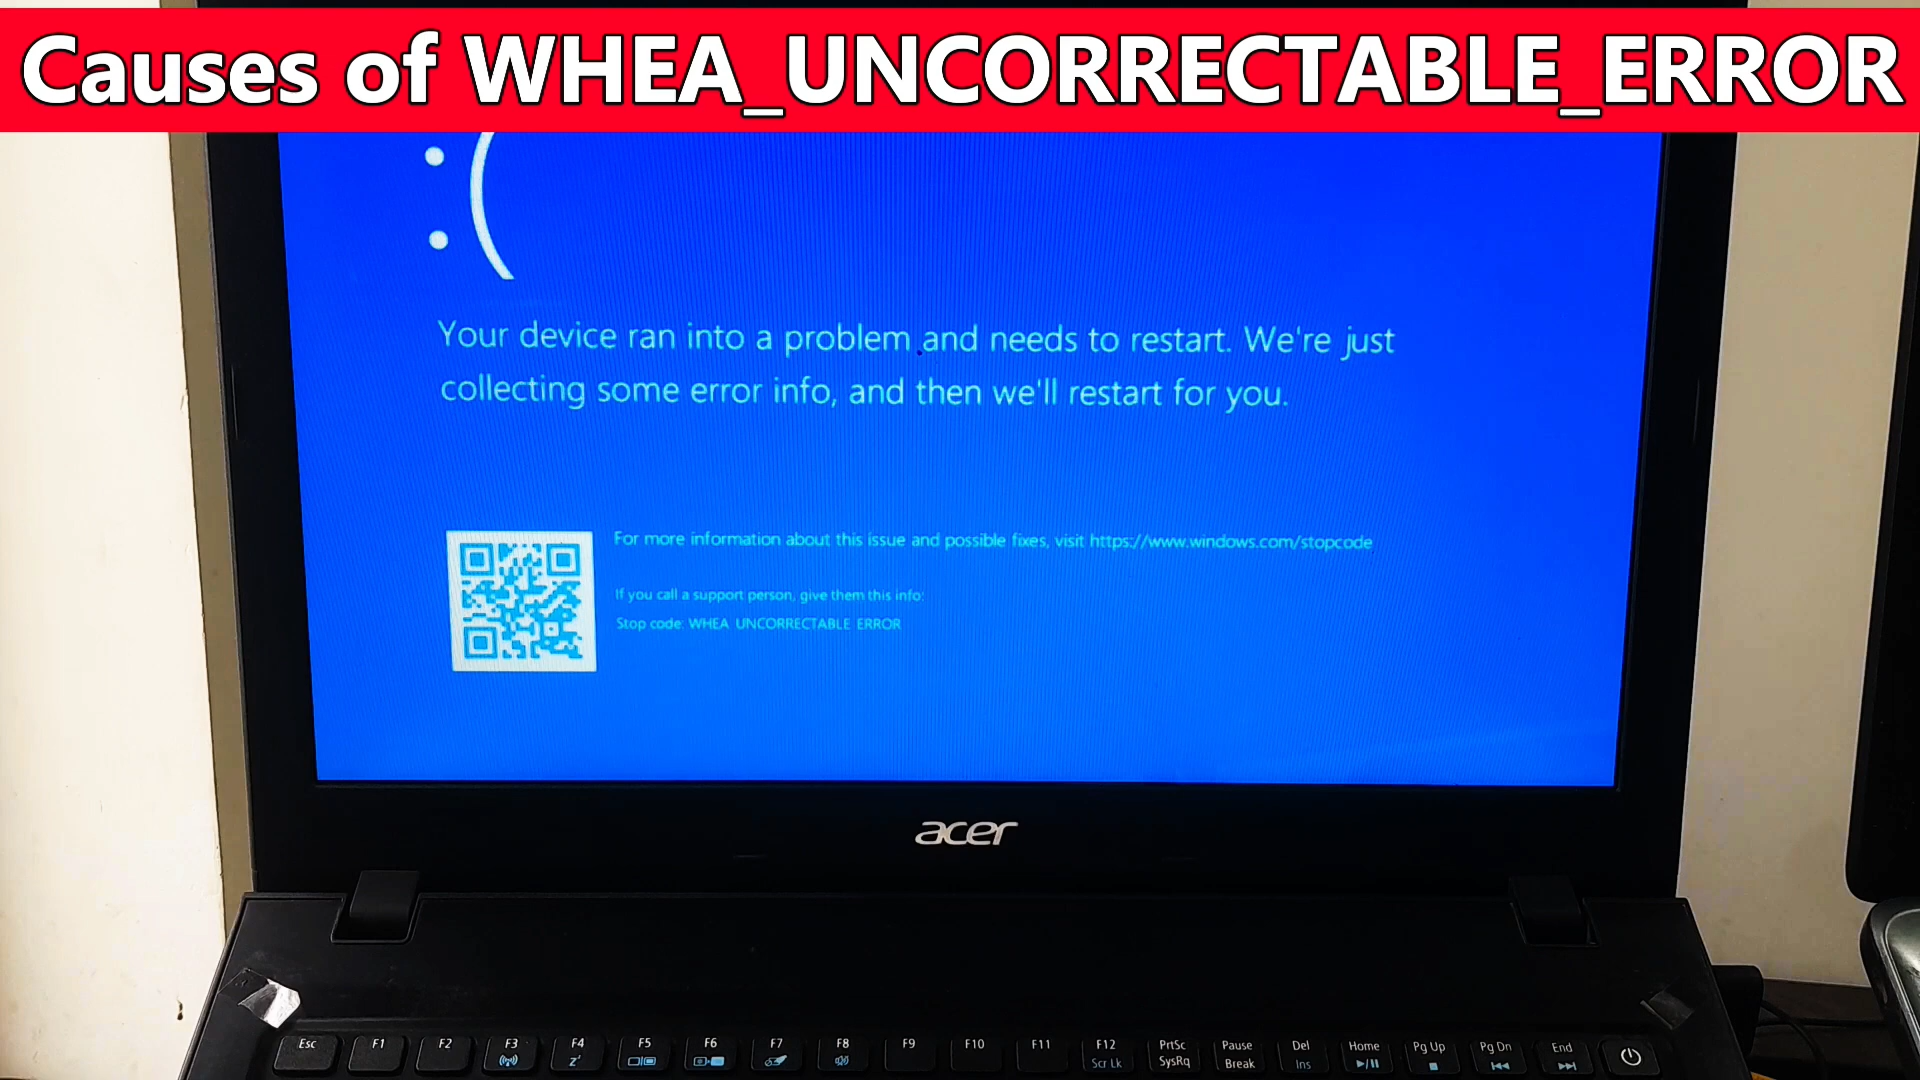 Causes of WHEA_UNCORRECTABLE_ERROR
:(
Your device ran into a problem and needs to restart. We're just
collecting some error info, and then we'll restart for you.
For more information about this issue and possible fixes, visit https://www.windows.com/stopcode
If you call a support person, give them this info:
Stop code: WHEA UNCORRECTABLE ERROR
acer
Esc F1 F2 F3 F4 F5 F6 F7 F8 F9 F10 F11 F12 PrtSc Pause Del Home Pg Up Pg Dn End
Scr Lk SysRq Break Ins